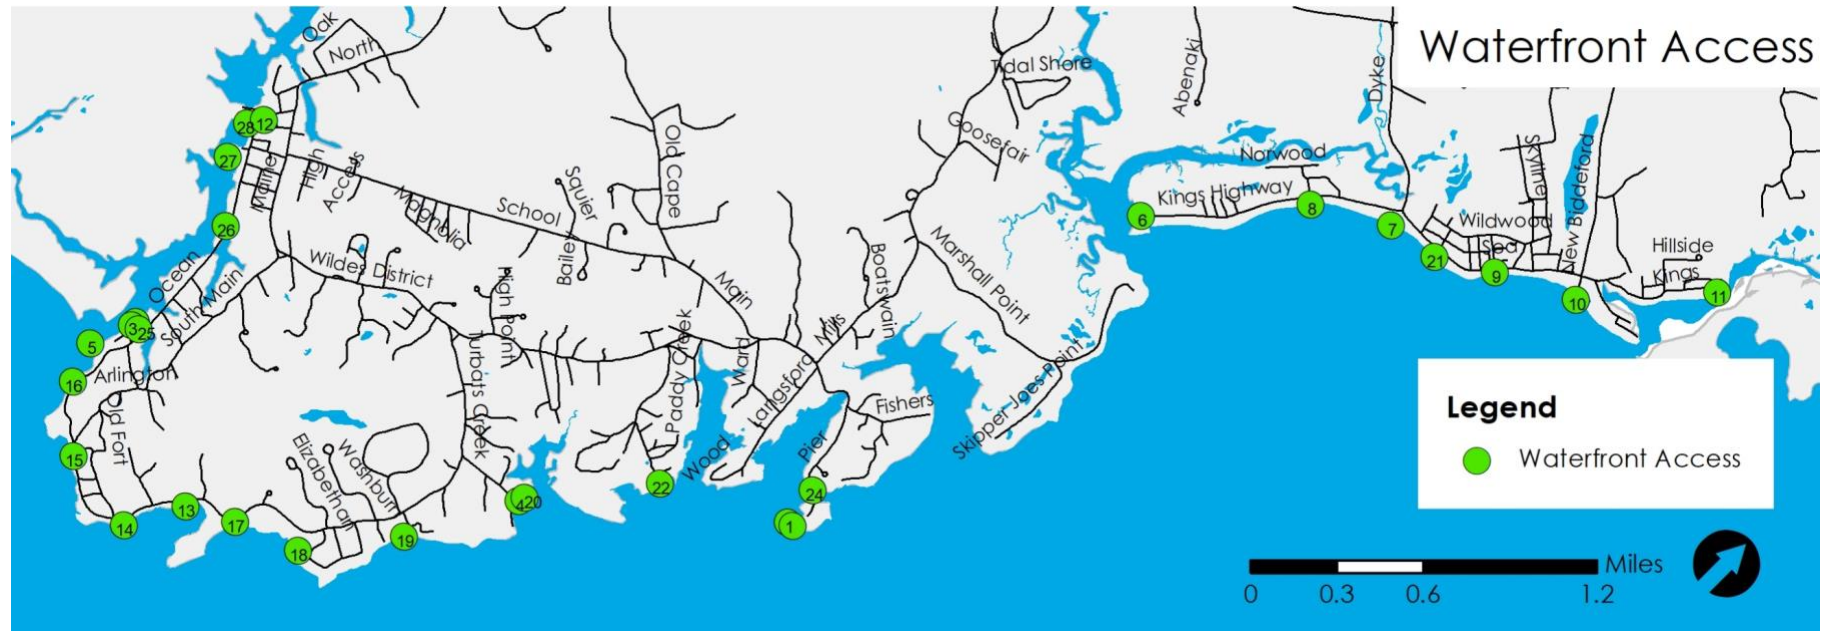 Waterfront Access
Oak
North
Tidal Shore
Abenaki
Dyke
28
12
27
Maine
High
Access
Magnolia
School
Squier
Bailey
Old Cape
Goosefair
Norwood
Kings Highway
6
8
7
Skyline
New Biddeford
Wildwood
Sea
21
9
10
Hillside
Kings
11
26
Ocean
South Main
Wildes District
High Point
Main
Boatswain
Marshall Point
Mills
3
25
5
16
Arlington
Old Fort
Turbats Creek
Paddy Creek
Ward
Langsford
Skipper Joes Point
Fishers
Pier
Wood
15
Elizabethan
Washburn
14
13
17
18
19
4
20
22
24
1
Legend
Waterfront Access
Miles
0 0.3 0.6 1.2